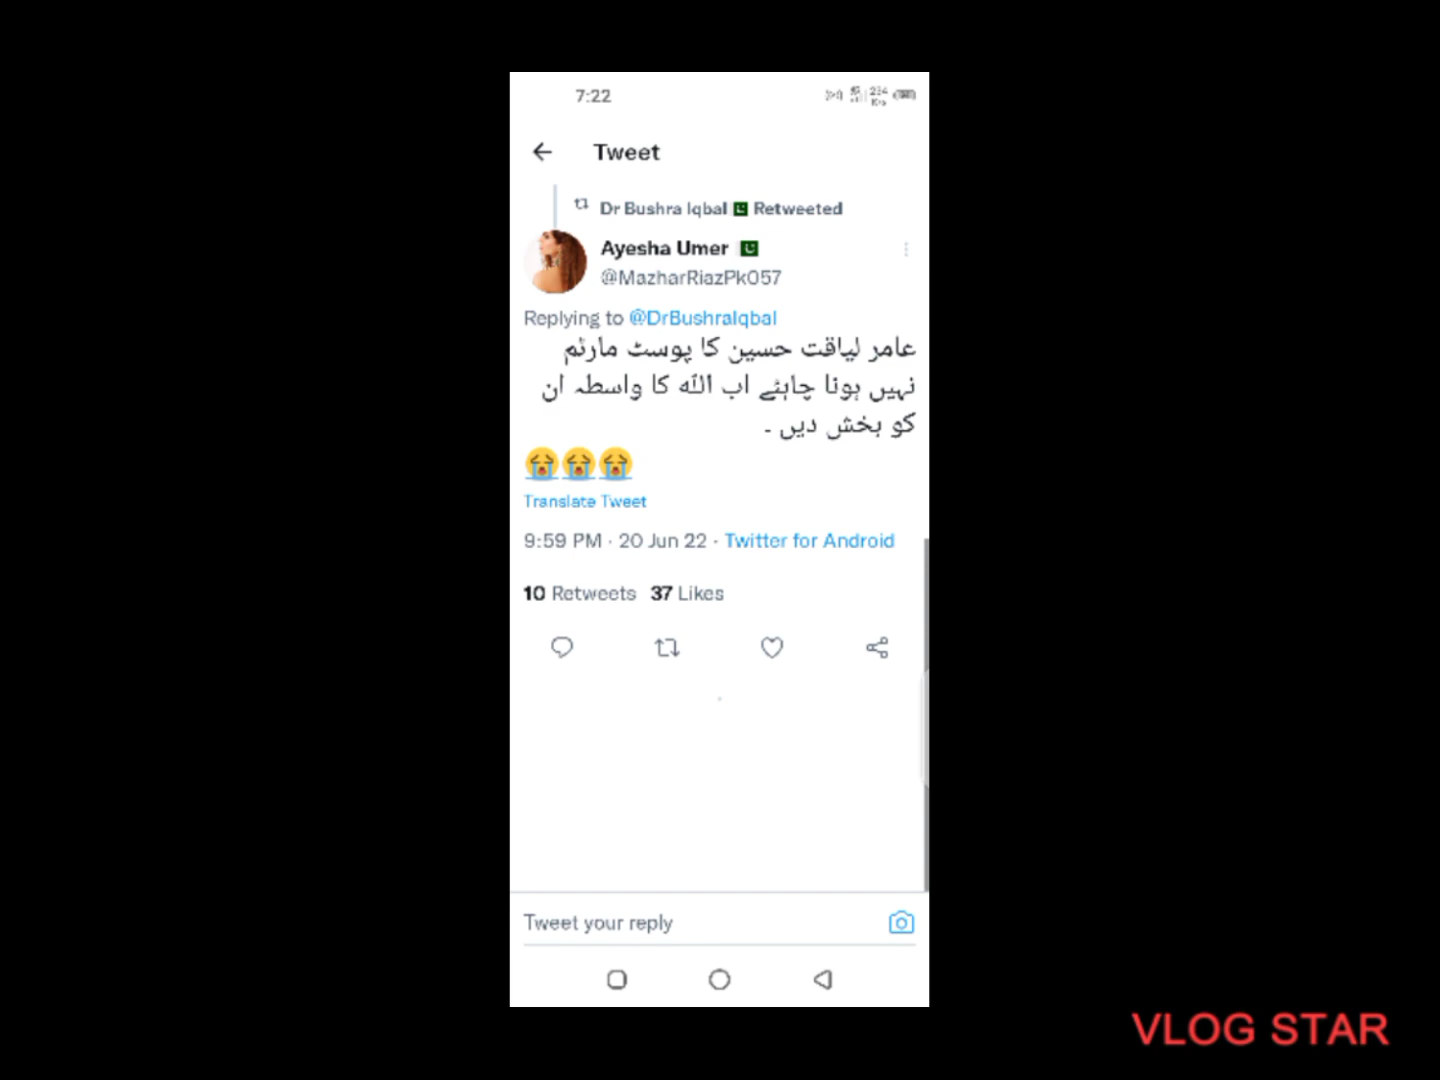 7:22
Tweet
Dr Bushra Iqbal Retweeted
Ayesha Umer
@MazharRiazPk057
Replying to @DrBushraIqbal
عامر لیاقت حسین کا پوسٹ مارٹم
نہیں ہونا چاہئے اب اللہ کا واسطہ ان
کو بخش دیں ۔
Translate Tweet
9:59 PM · 20 Jun 22 · Twitter for Android
10 Retweets 37 Likes
Tweet your reply
VLOG STAR